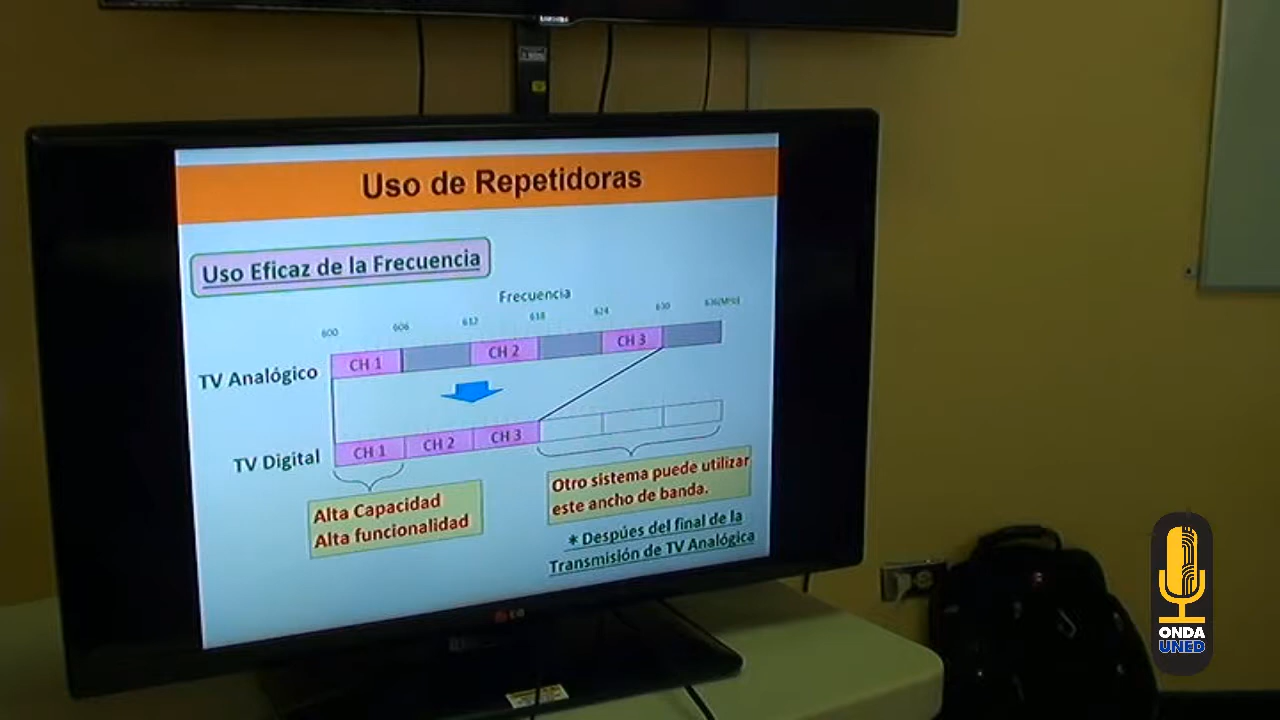 Uso de Repetidoras
Uso Eficaz de la Frecuencia
Frecuencia
600 606 612 618 624 630 636(MHz)
CH 1 CH 2 CH 3
TV Analógico
TV Digital
CH 1 CH 2 CH 3
Alta Capacidad
Alta funcionalidad
Otro sistema puede utilizar
este ancho de banda.
* Despúes del final de la
Transmisión de TV Analógica
LG
ONDA
UNED